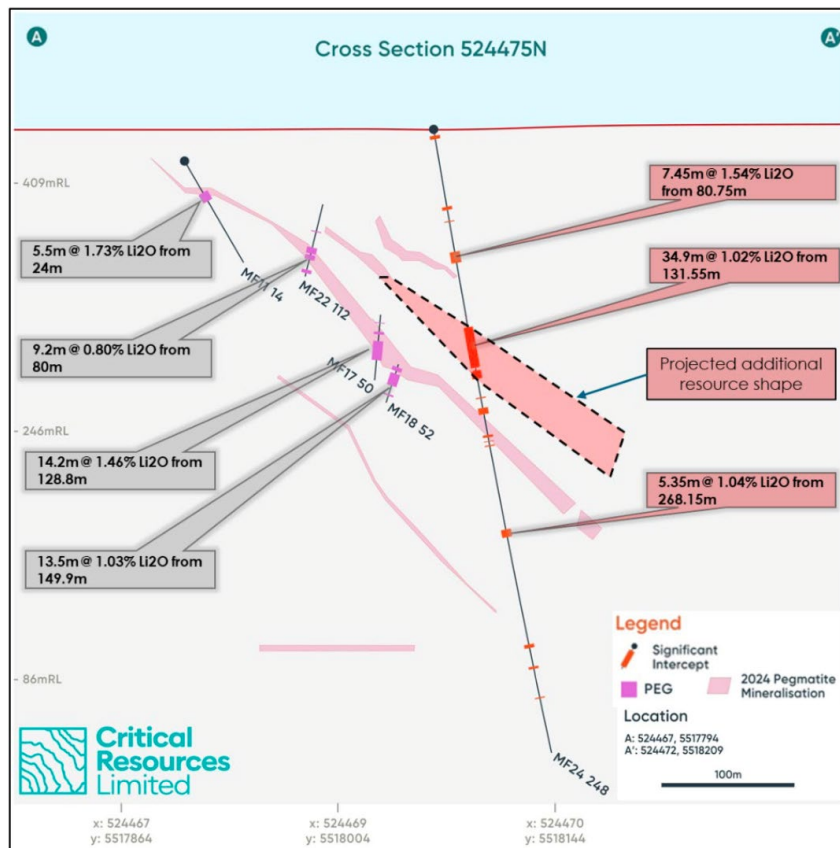 A
Cross Section 524475N
A'
- 409mRL
5.5m @ 1.73% Li2O from
24m
MF11 14
MF22 112
9.2m @ 0.80% Li2O from
80m
MF17 50
MF18 52
- 246mRL
14.2m @ 1.46% Li2O from
128.8m
13.5m @ 1.03% Li2O from
149.9m
- 86mRL
7.45m @ 1.54% Li2O
from 80.75m
34.9m @ 1.02% Li2O from
131.55m
Projected additional
resource shape
5.35m @ 1.04% Li2O from
268.15m
MF24 248
Legend
Significant
Intercept
PEG
2024 Pegmatite
Mineralisation
Location
A: 524467, 5517794
A': 524472, 5518209
100m
Critical
Resources
Limited
x: 524467
y: 5517864
x: 524469
y: 5518004
x: 524470
y: 5518144